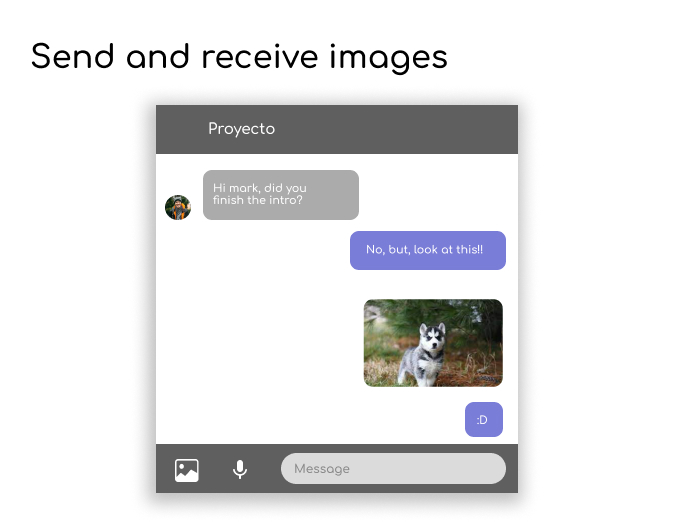 Send and receive images
Proyecto
Hi mark, did you
finish the intro?
No, but, look at this!!
:D
Message